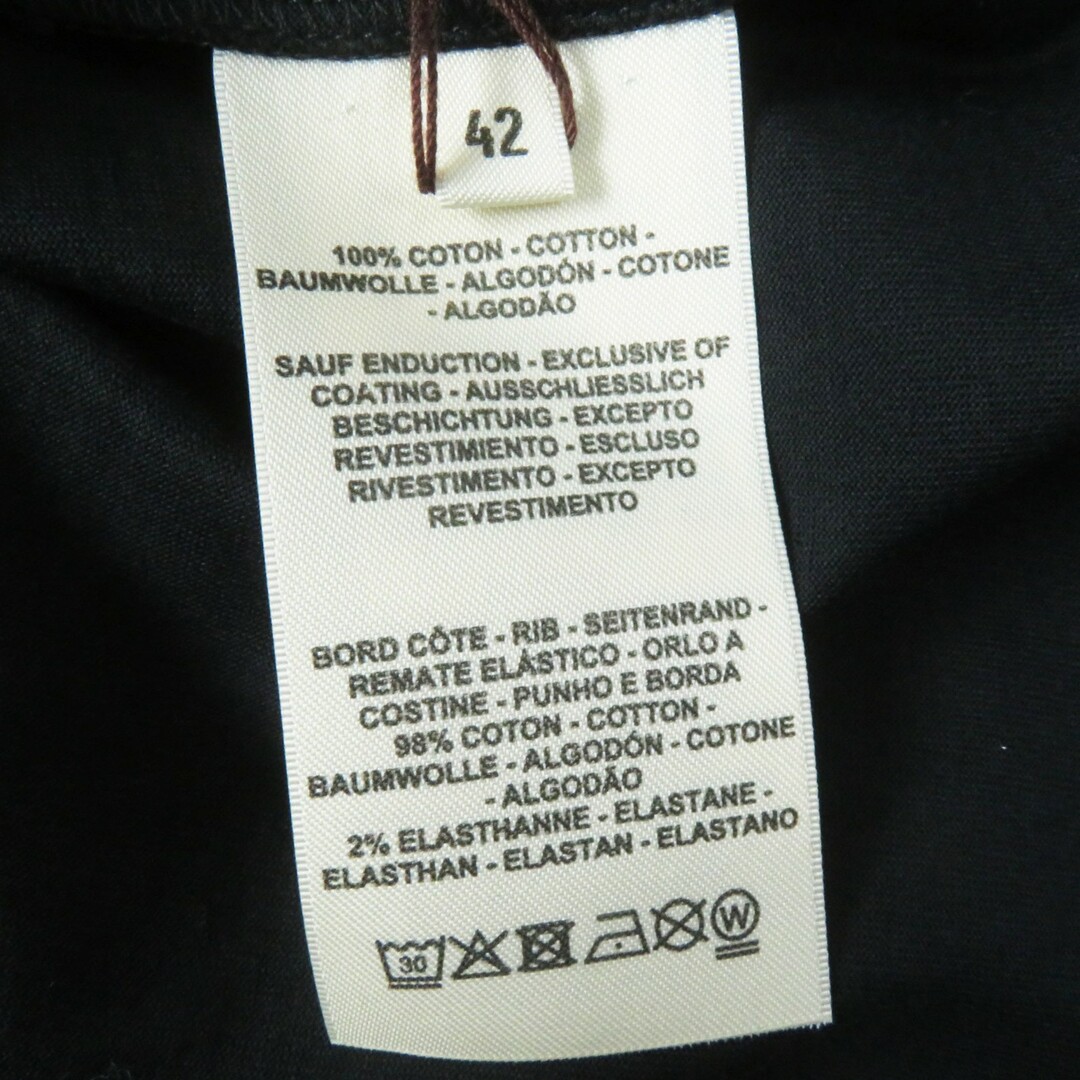 42
100% COTON - COTTON -
BAUMWOLLE - ALGODÓN - COTONE
- ALGODÃO
SAUF ENDUCTION - EXCLUSIVE OF
COATING - AUSSCHLIESSLICH
BESCHICHTUNG - EXCEPTO
REVESTIMIENTO - ESCLUSO
RIVESTIMENTO - EXCEPTO
REVESTIMENTO
BORD CÔTE - RIB - SEITENRAND -
REMATE ELÁSTICO - ORLO A
COSTINE - PUNHO E BORDA
98% COTON - COTTON -
BAUMWOLLE - ALGODÓN - COTONE
- ALGODÃO
2% ELASTHANNE - ELASTANE -
ELASTHAN - ELASTAN - ELASTANO
30 W